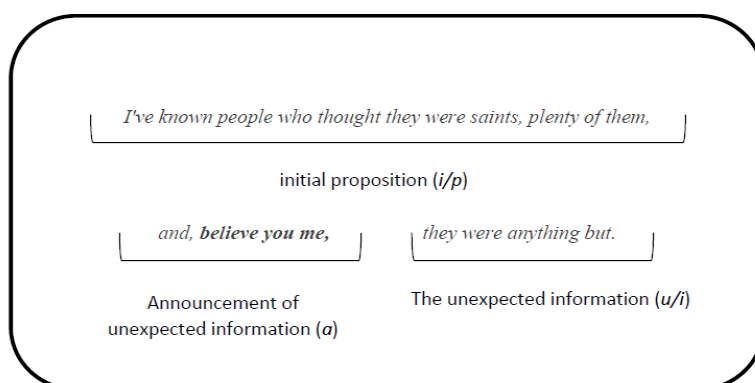 I've known people who thought they were saints, plenty of them,
initial proposition (i/p)
and, believe you me, they were anything but.
Announcement of unexpected information (a)
The unexpected information (u/i)